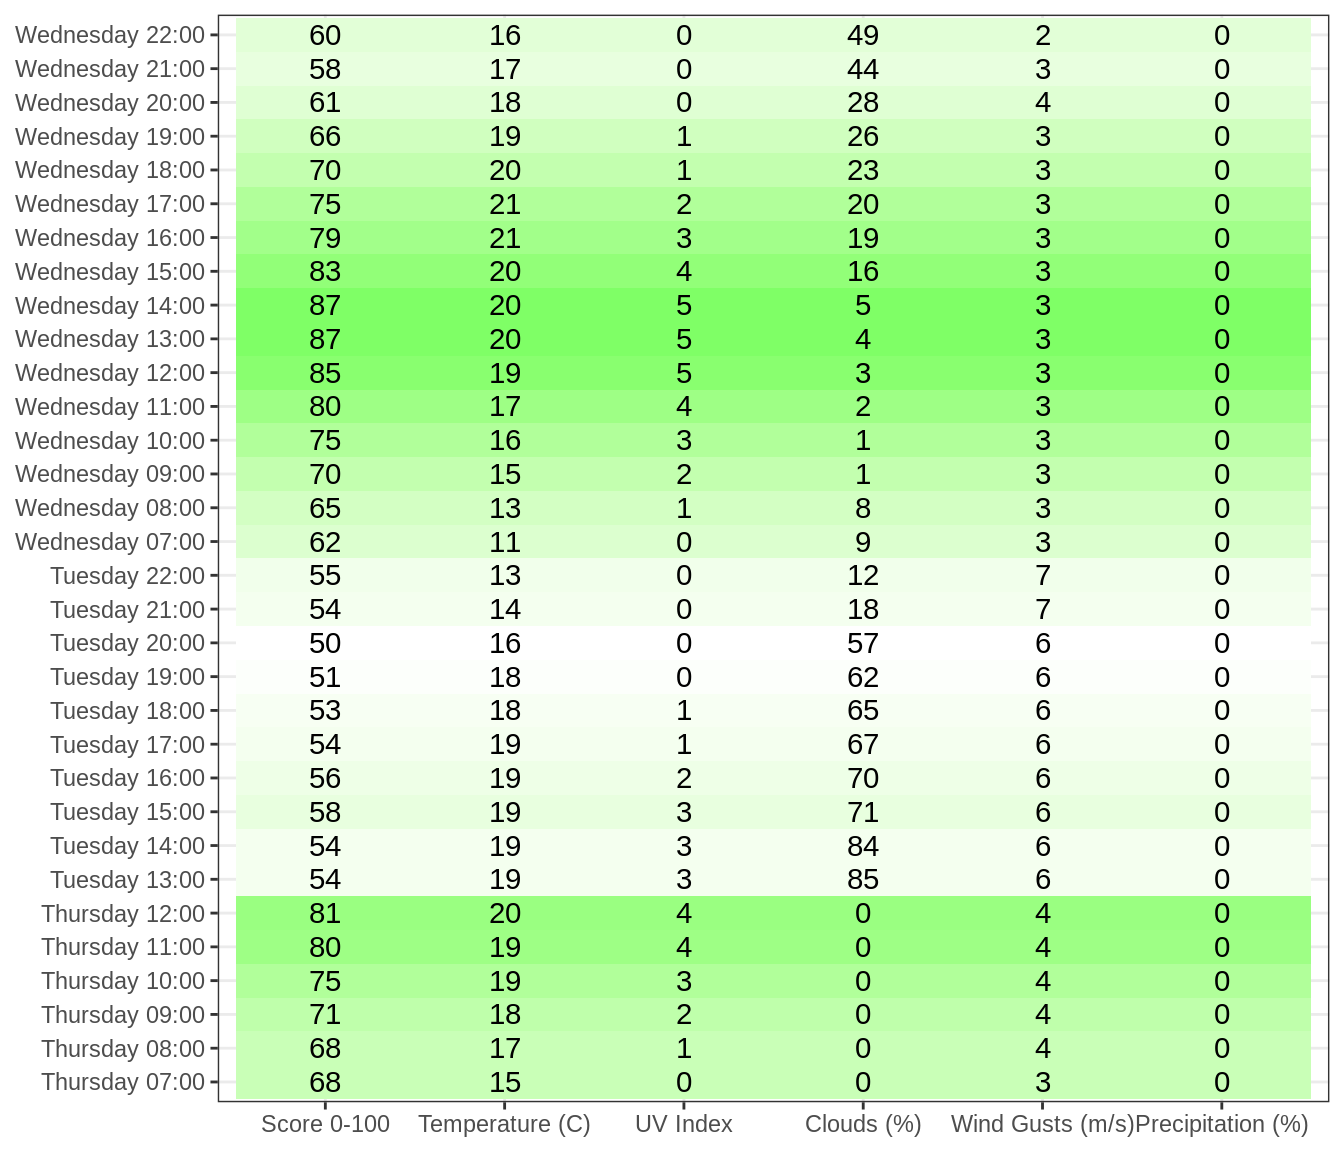 Wednesday 22:00 60 16 0 49 2 0
Wednesday 21:00 58 17 0 44 3 0
Wednesday 20:00 61 18 0 28 4 0
Wednesday 19:00 66 19 1 26 3 0
Wednesday 18:00 70 20 1 23 3 0
Wednesday 17:00 75 21 2 20 3 0
Wednesday 16:00 79 21 3 19 3 0
Wednesday 15:00 83 20 4 16 3 0
Wednesday 14:00 87 20 5 5 3 0
Wednesday 13:00 87 20 5 4 3 0
Wednesday 12:00 85 19 5 3 3 0
Wednesday 11:00 80 17 4 2 3 0
Wednesday 10:00 75 16 3 1 3 0
Wednesday 09:00 70 15 2 1 3 0
Wednesday 08:00 65 13 1 8 3 0
Wednesday 07:00 62 11 0 9 3 0
Tuesday 22:00 55 13 0 12 7 0
Tuesday 21:00 54 14 0 18 7 0
Tuesday 20:00 50 16 0 57 6 0
Tuesday 19:00 51 18 0 62 6 0
Tuesday 18:00 53 18 1 65 6 0
Tuesday 17:00 54 19 1 67 6 0
Tuesday 16:00 56 19 2 70 6 0
Tuesday 15:00 58 19 3 71 6 0
Tuesday 14:00 54 19 3 84 6 0
Tuesday 13:00 54 19 3 85 6 0
Thursday 12:00 81 20 4 0 4 0
Thursday 11:00 80 19 4 0 4 0
Thursday 10:00 75 19 3 0 4 0
Thursday 09:00 71 18 2 0 4 0
Thursday 08:00 68 17 1 0 4 0
Thursday 07:00 68 15 0 0 3 0
Score 0-100 Temperature (C) UV Index Clouds (%) Wind Gusts (m/s) Precipitation (%)